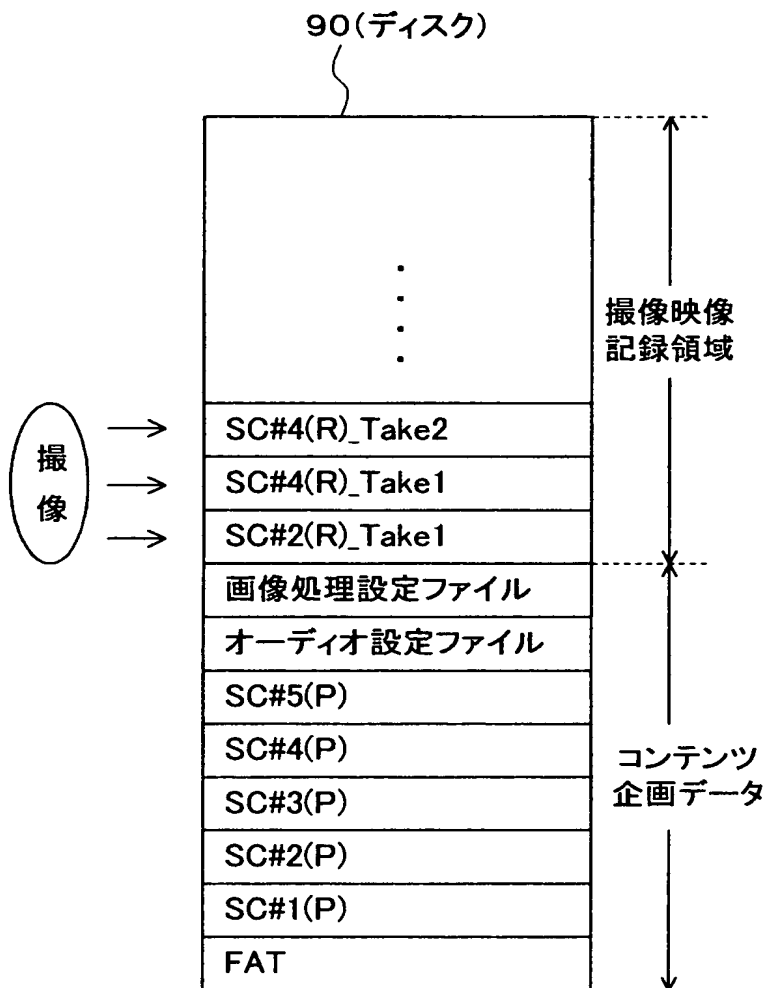 90(ディスク)
撮像映像
記録領域
撮
像
SC#4(R)_Take2
SC#4(R)_Take1
SC#2(R)_Take1
画像処理設定ファイル
オーディオ設定ファイル
SC#5(P)
SC#4(P)
SC#3(P)
SC#2(P)
SC#1(P)
FAT
コンテンツ
企画データ